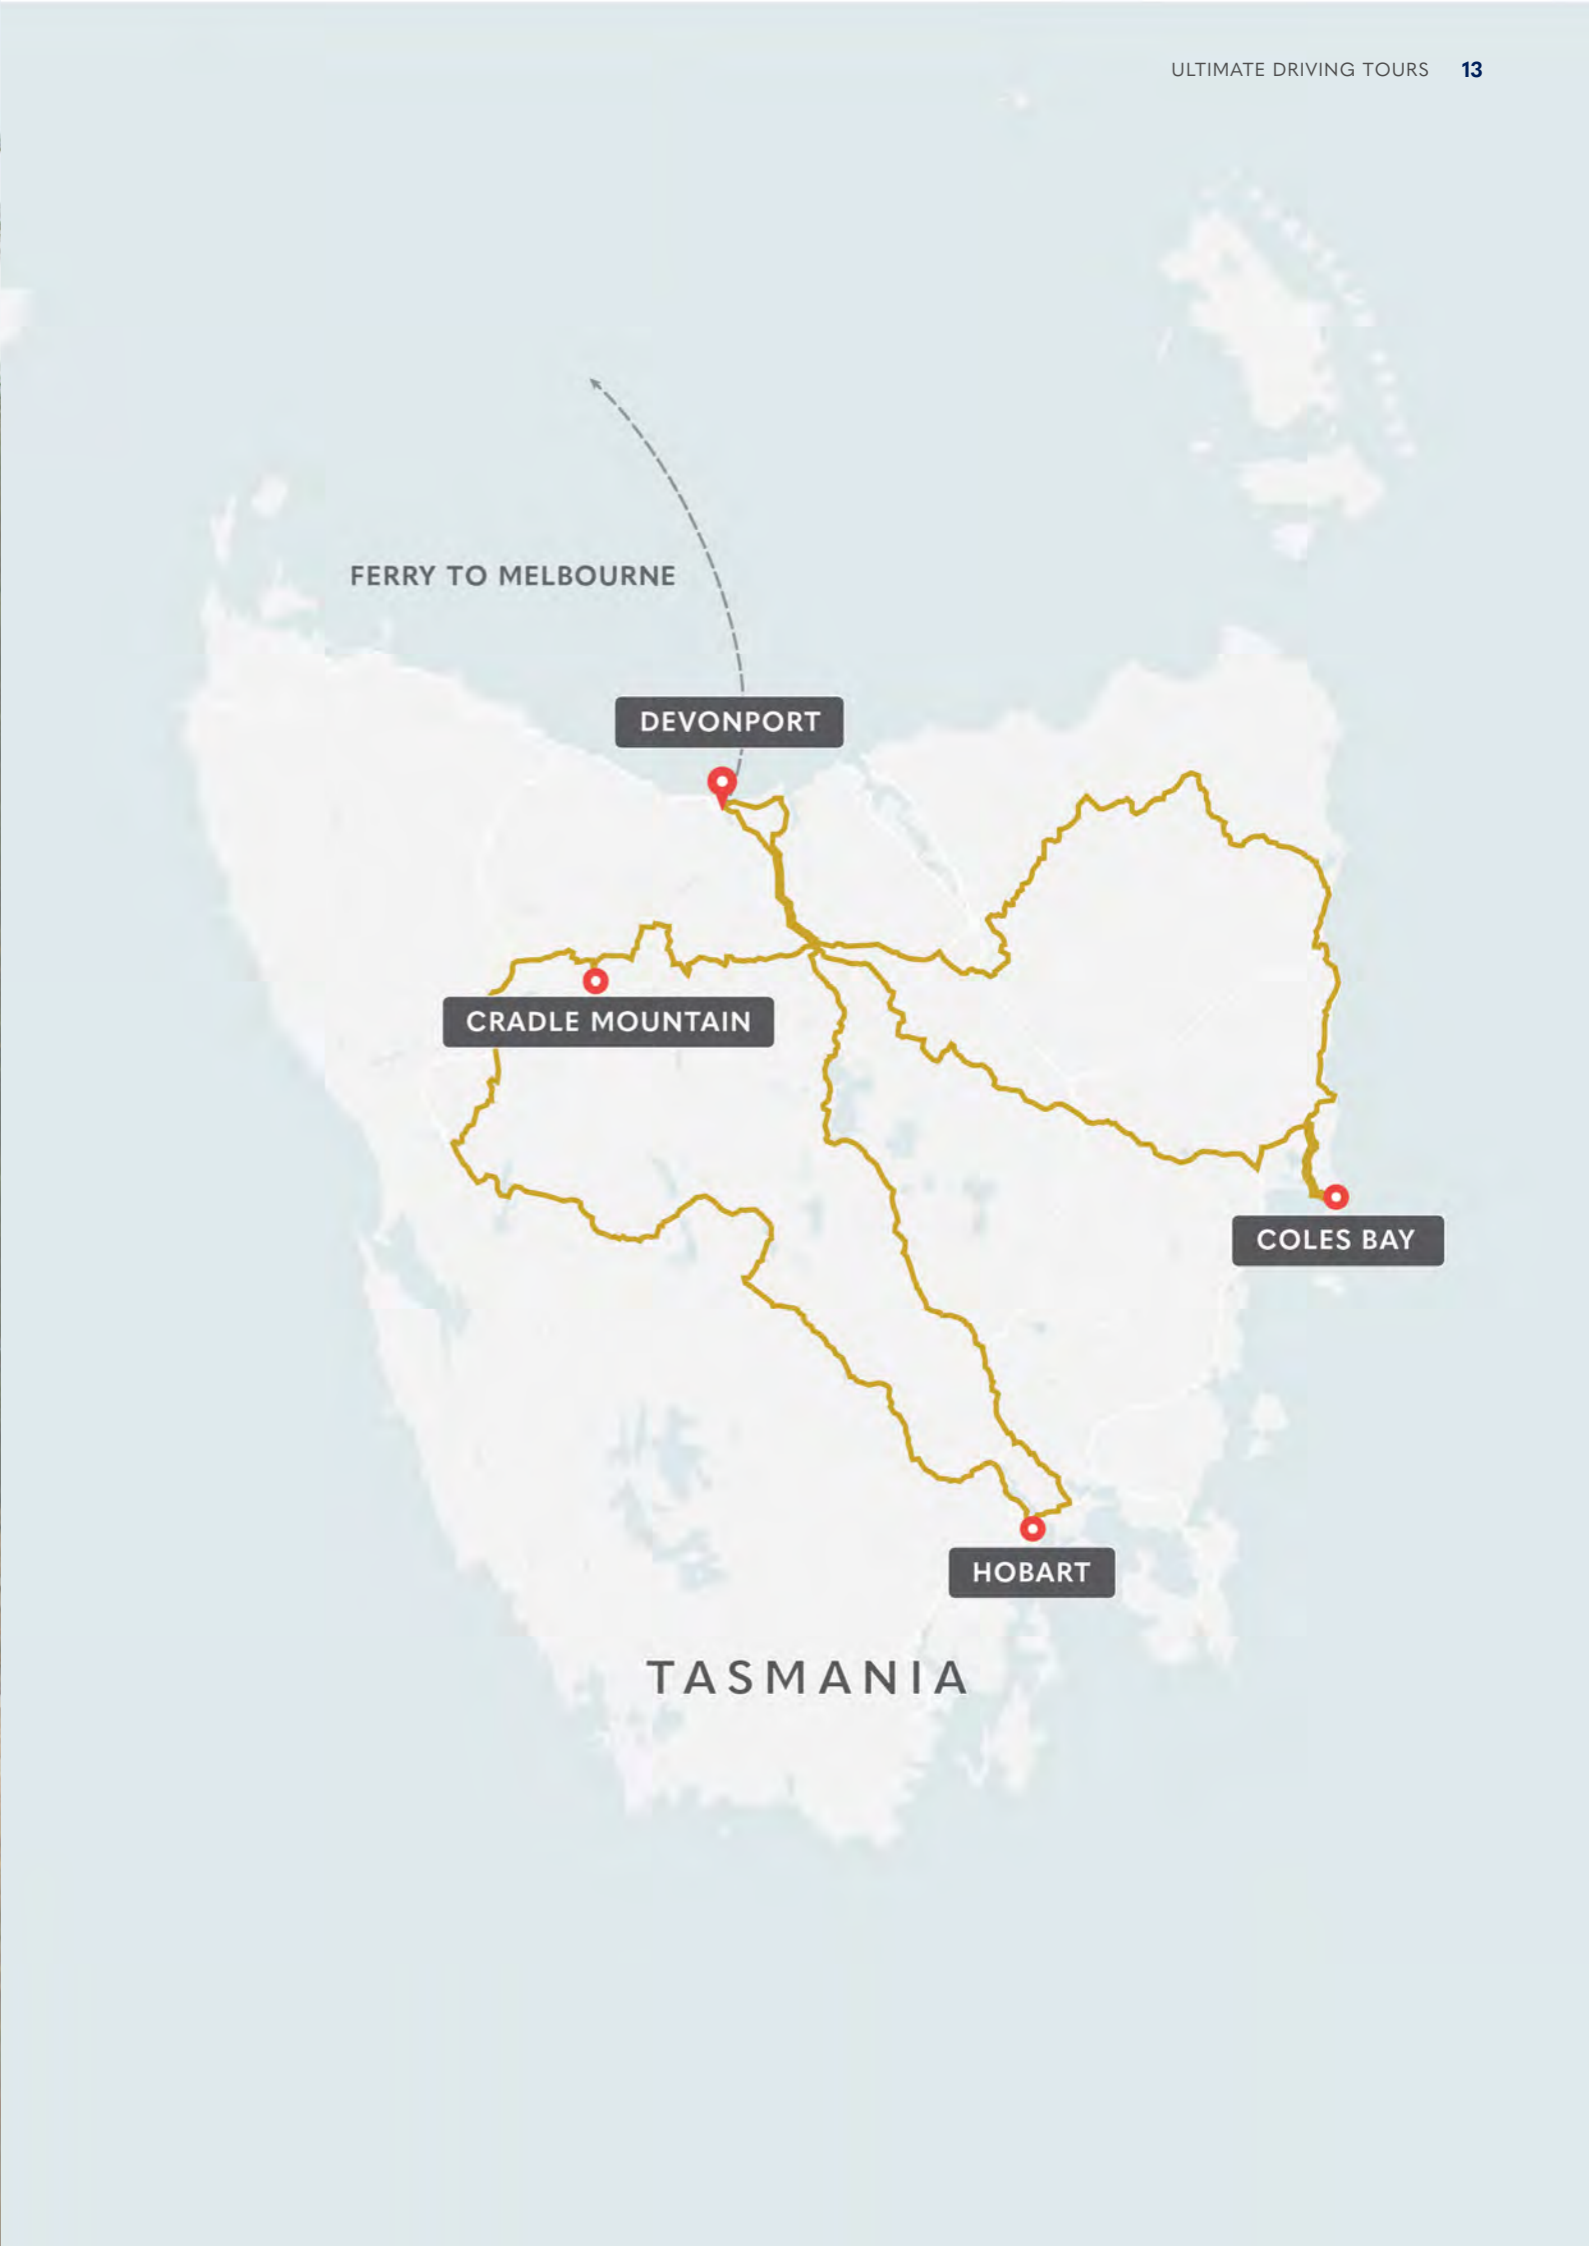 ULTIMATE DRIVING TOURS 13
FERRY TO MELBOURNE
DEVONPORT
CRADLE MOUNTAIN
COLES BAY
HOBART
TASMANIA